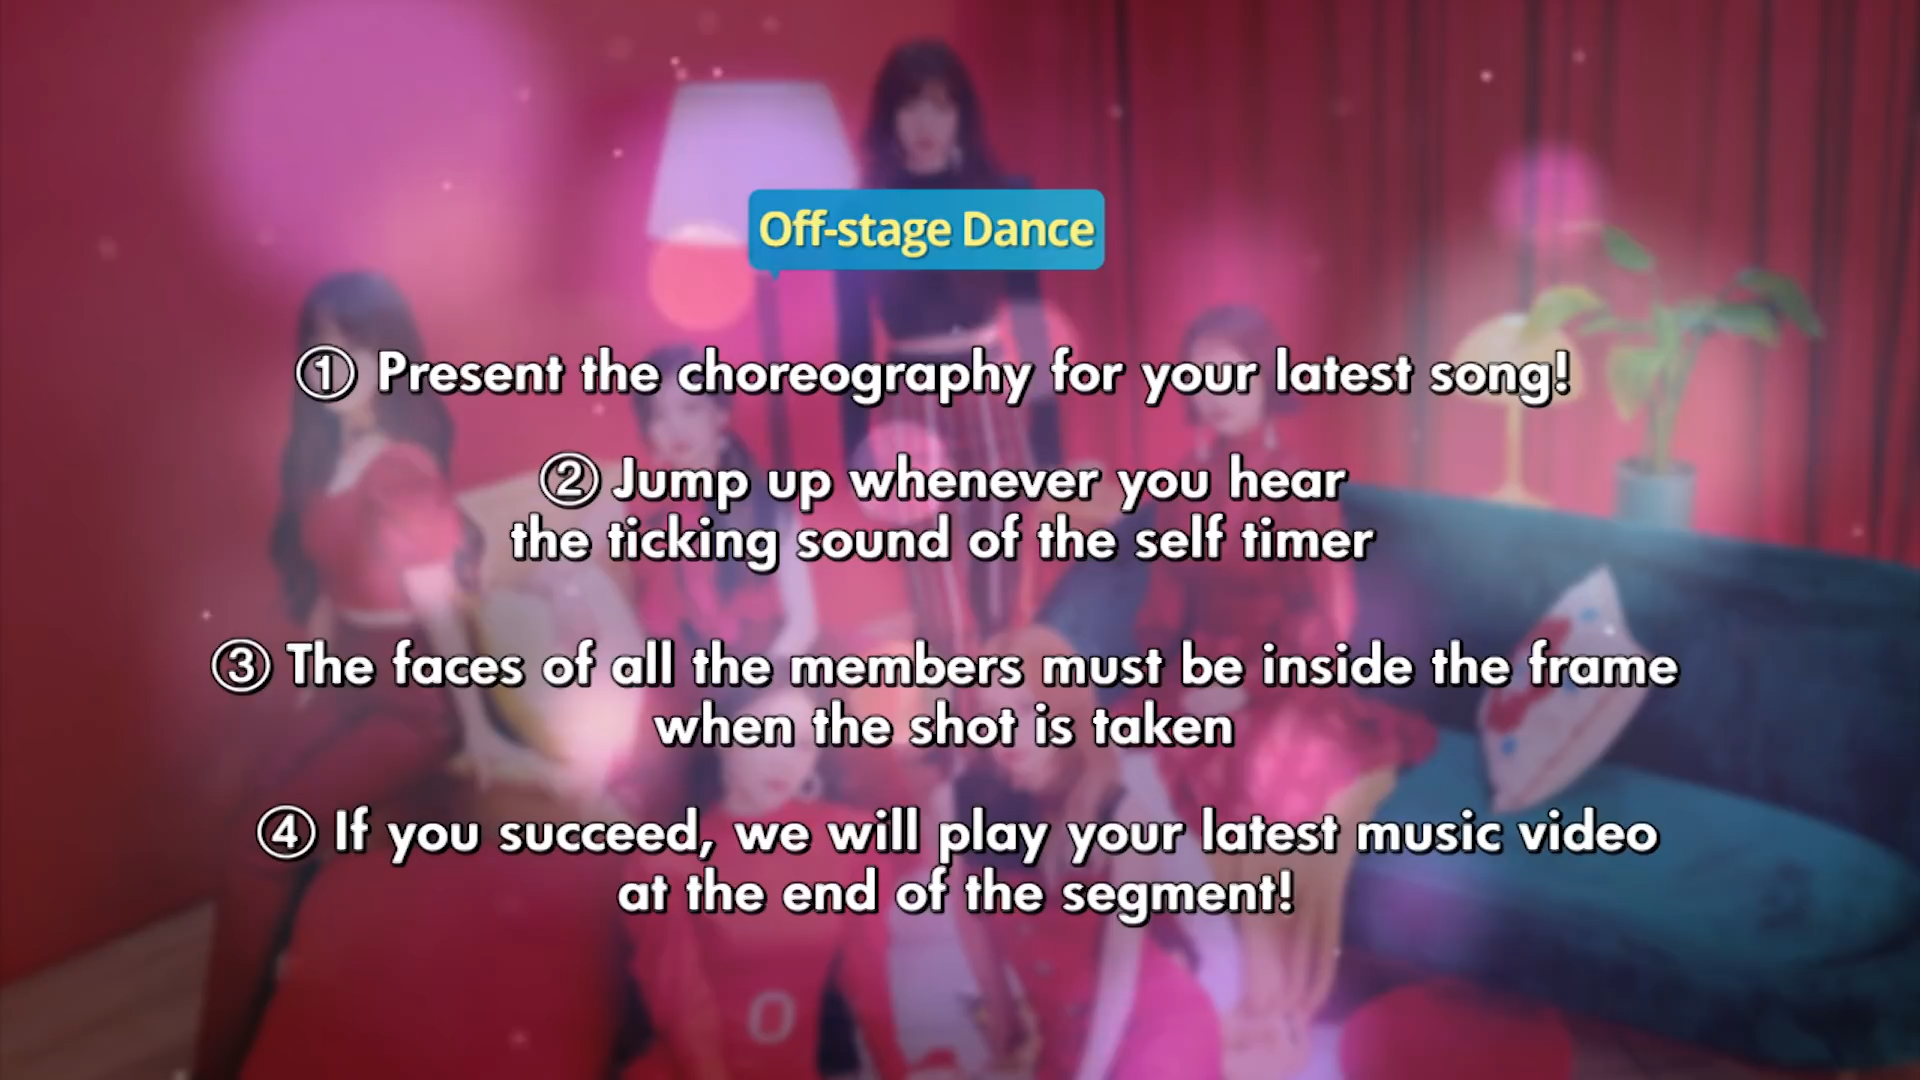 Off-stage Dance
① Present the choreography for your latest song!
② Jump up whenever you hear
the ticking sound of the self timer
③ The faces of all the members must be inside the frame
when the shot is taken
④ If you succeed, we will play your latest music video
at the end of the segment!